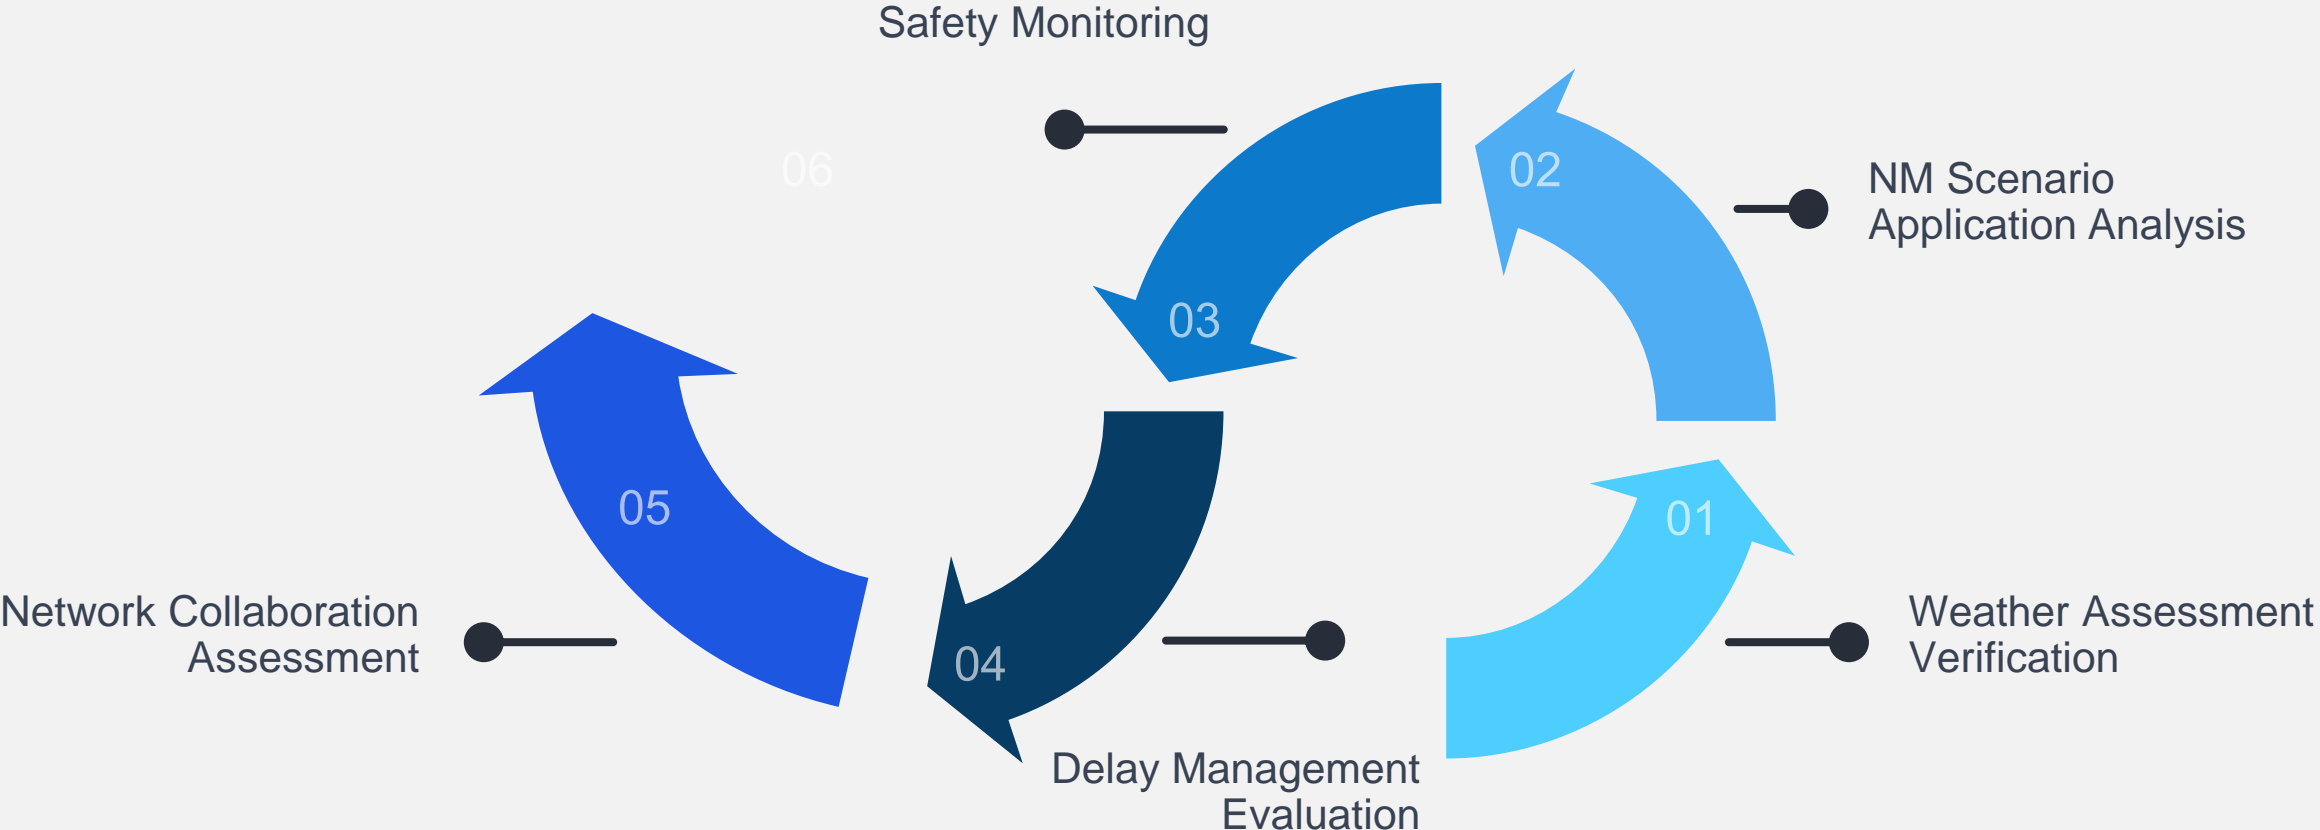 Safety Monitoring
06
02
NM Scenario
Application Analysis
03
05
01
Network Collaboration
Assessment
04
Weather Assessment
Verification
Delay Management
Evaluation